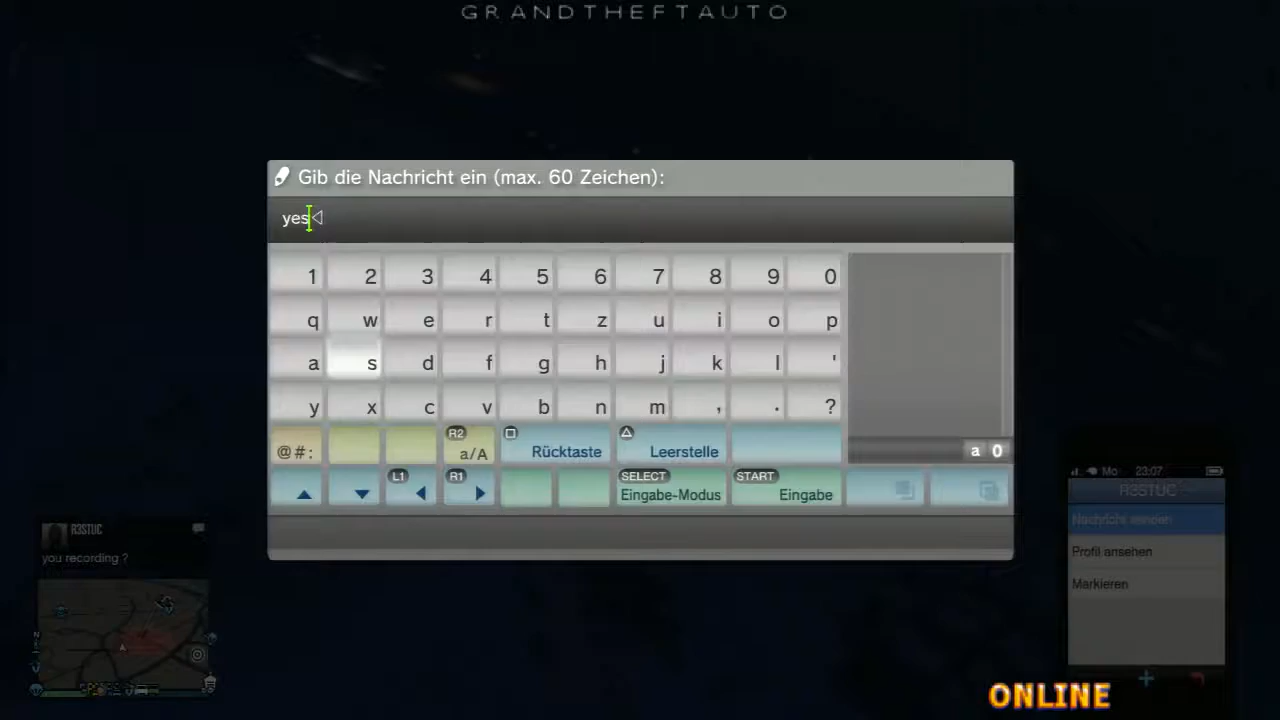 GRANDTHEFTAUTO
Gib die Nachricht ein (max. 60 Zeichen):
yes
1 2 3 4 5 6 7 8 9 0
q w e r t z u i o p
a s d f g h j k l '
y x c v b n m , . ?
@#: R2 a/A Rücktaste Leerstelle
a 0
L1 R1 SELECT Eingabe-Modus START Eingabe
Mo 23:07
R3STUC
Nachricht senden
Profil ansehen
Markieren
R3STUC
you recording ?
N
ONLINE